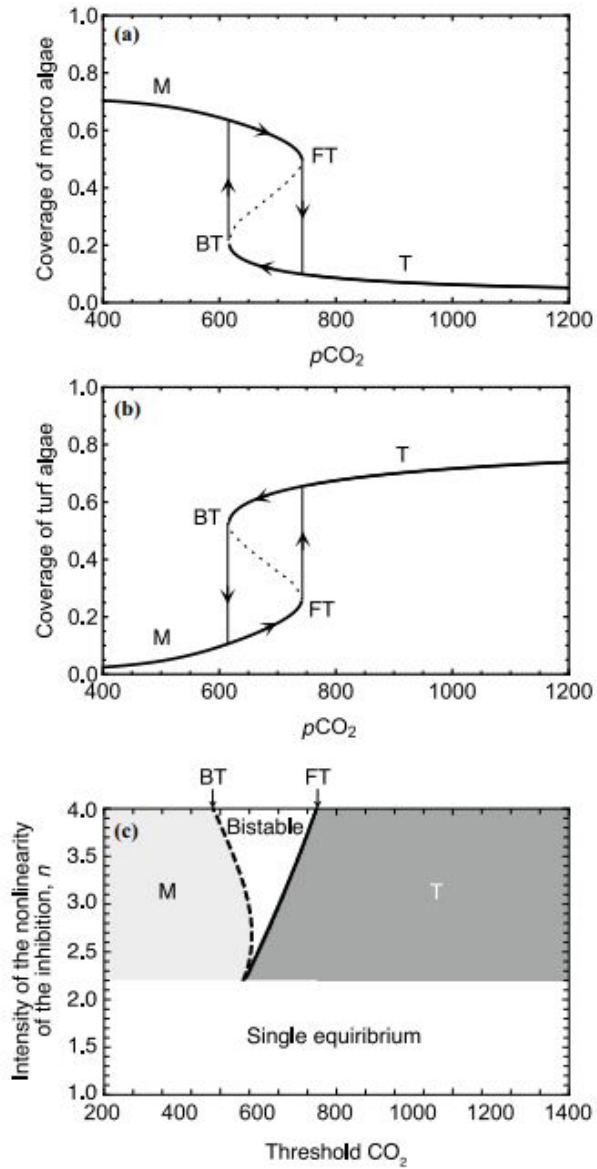 (a)
1.0
0.8
0.6
0.4
0.2
0.0
Coverage of macro algae
M
FT
BT
T
400 600 800 1000 1200
pCO₂
(b)
1.0
0.8
0.6
0.4
0.2
0.0
Coverage of turf algae
T
BT
FT
M
400 600 800 1000 1200
pCO₂
BT FT
(c)
4.0
3.5
3.0
2.5
2.0
1.5
1.0
Intensity of the nonlinearity
of the inhibition, n
Bistable
M
T
Single equiribrium
200 400 600 800 1000 1200 1400
Threshold CO₂